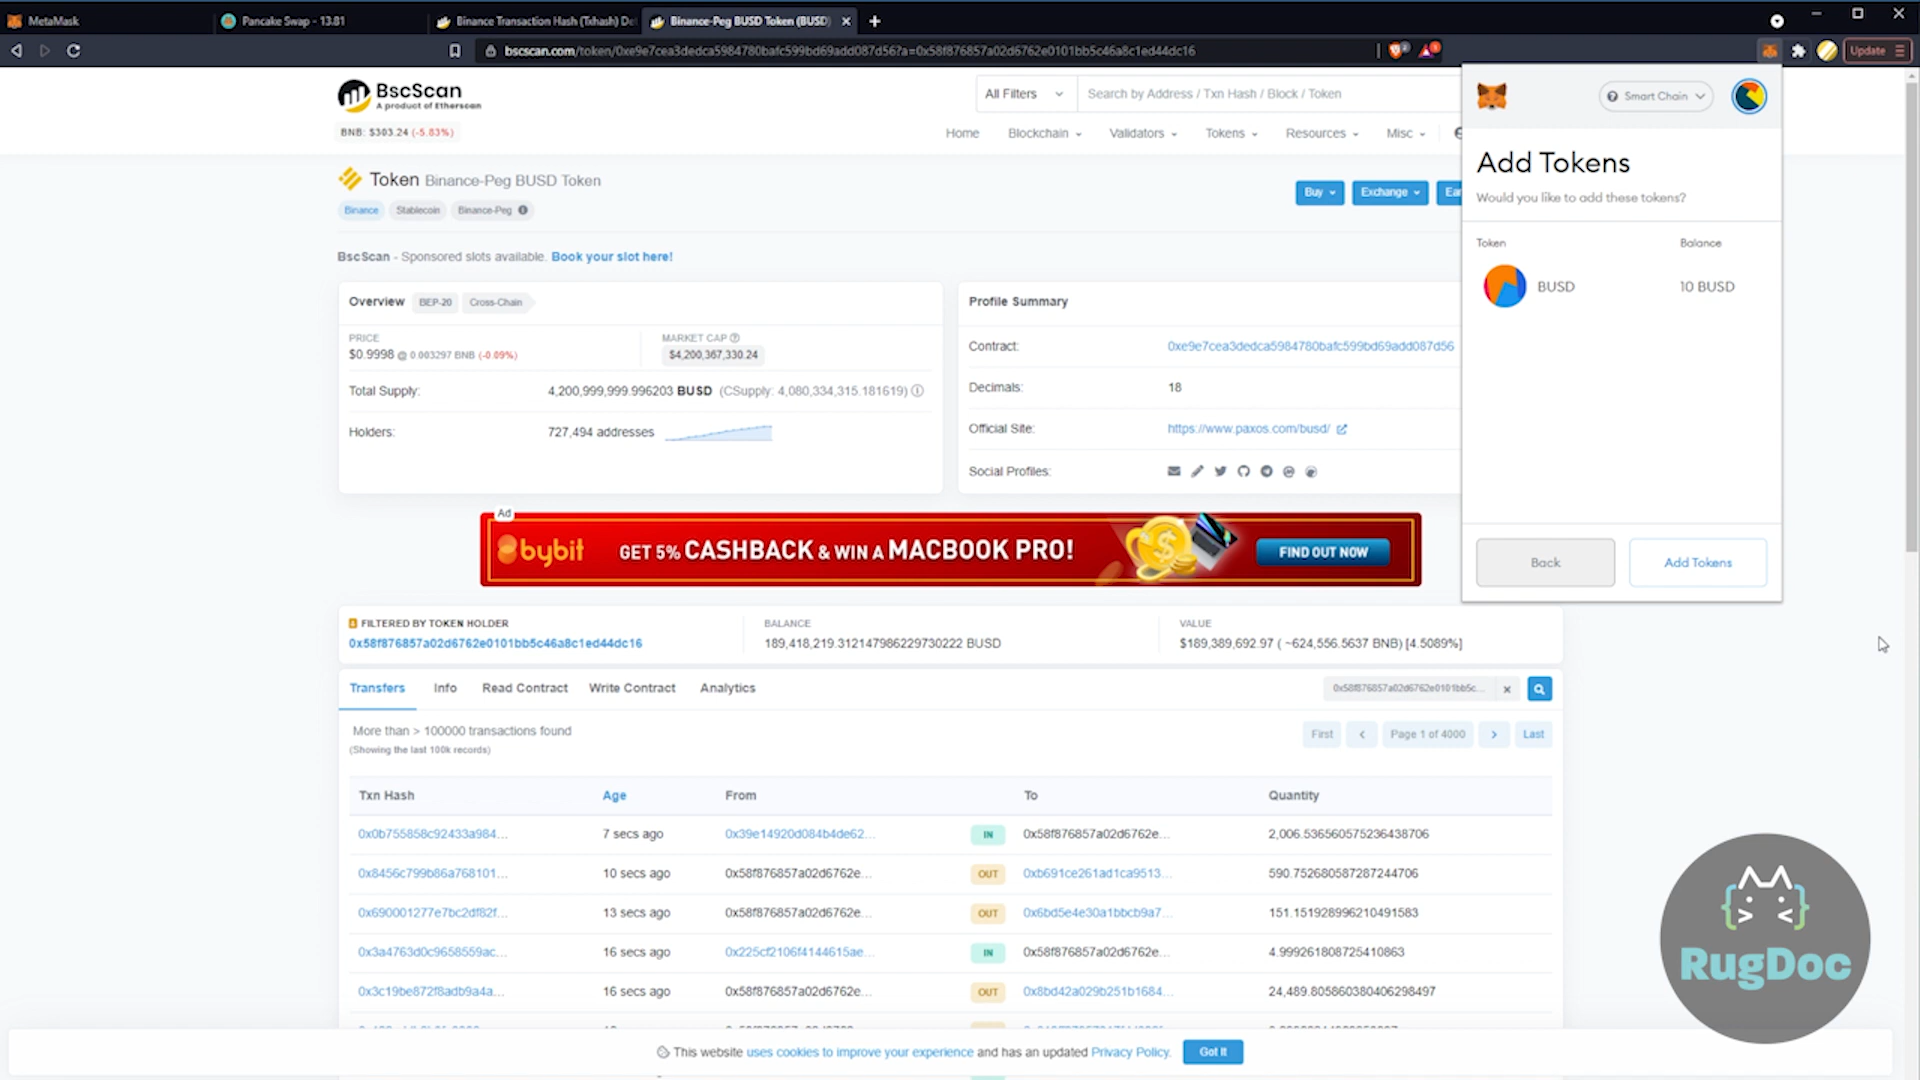 MetaMask
Pancake Swap - 13.81
Binance Transaction Hash (Txhash) De
Binance-Peg BUSD Token (BUSD)
bscscan.com/token/0xe9e7cea3dedca5984780bafc599bd69add087d56?a=0x58f876857a02d6762e0101bb5c46a8c1ed44dc16
Update
BscScan
A product of Etherscan
BNB: $303.24 (-5.83%)
All Filters
Search by Address / Txn Hash / Block / Token
Home Blockchain Validators Tokens Resources Misc
Smart Chain
Add Tokens
Would you like to add these tokens?
Token Balance
BUSD 10 BUSD
Back Add Tokens
Token Binance-Peg BUSD Token
Binance Stablecoin Binance-Peg
Buy Exchange Ear
BscScan - Sponsored slots available. Book your slot here!
Overview BEP-20 Cross-Chain
PRICE
$0.9998 @ 0.003297 BNB (-0.09%)
MARKET CAP
$4,200,367,330.24
Total Supply: 4,200,999,999.996203 BUSD (CSupply: 4,080,334,315.181619)
Holders: 727,494 addresses
Profile Summary
Contract: 0xe9e7cea3dedca5984780bafc599bd69add087d56
Decimals: 18
Official Site: https://www.paxos.com/busd/
Social Profiles:
Ad
bybit GET 5% CASHBACK & WIN A MACBOOK PRO! FIND OUT NOW
FILTERED BY TOKEN HOLDER
0x58f876857a02d6762e0101bb5c46a8c1ed44dc16
BALANCE
189,418,219.312147986229730222 BUSD
VALUE
$189,389,692.97 ( ~624,556.5637 BNB) [4.5089%]
Transfers Info Read Contract Write Contract Analytics
0x58f876857a02d6762e0101bb5c...
More than > 100000 transactions found
(Showing the last 100k records)
First Page 1 of 4000 Last
Txn Hash Age From To Quantity
0x0b755858c92433a984... 7 secs ago 0x39e14920d084b4de62... IN 0x58f876857a02d6762e... 2,006.536560575236438706
0x8456c799b86a768101... 10 secs ago 0x58f876857a02d6762e... OUT 0xb691ce261ad1ca9513... 590.752680587287244706
0x690001277e7bc2df82f... 13 secs ago 0x58f876857a02d6762e... OUT 0x6bd5e4e30a1bbcb9a7... 151.151928996210491583
0x3a4763d0c9658559ac... 16 secs ago 0x225cf2106f4144615ae... IN 0x58f876857a02d6762e... 4.999261808725410863
0x3c19be872f8adb9a4a... 16 secs ago 0x58f876857a02d6762e... OUT 0x8bd42a029b251b1684... 24,489.805860380406298497
This website uses cookies to improve your experience and has an updated Privacy Policy.
Got It
RugDoc